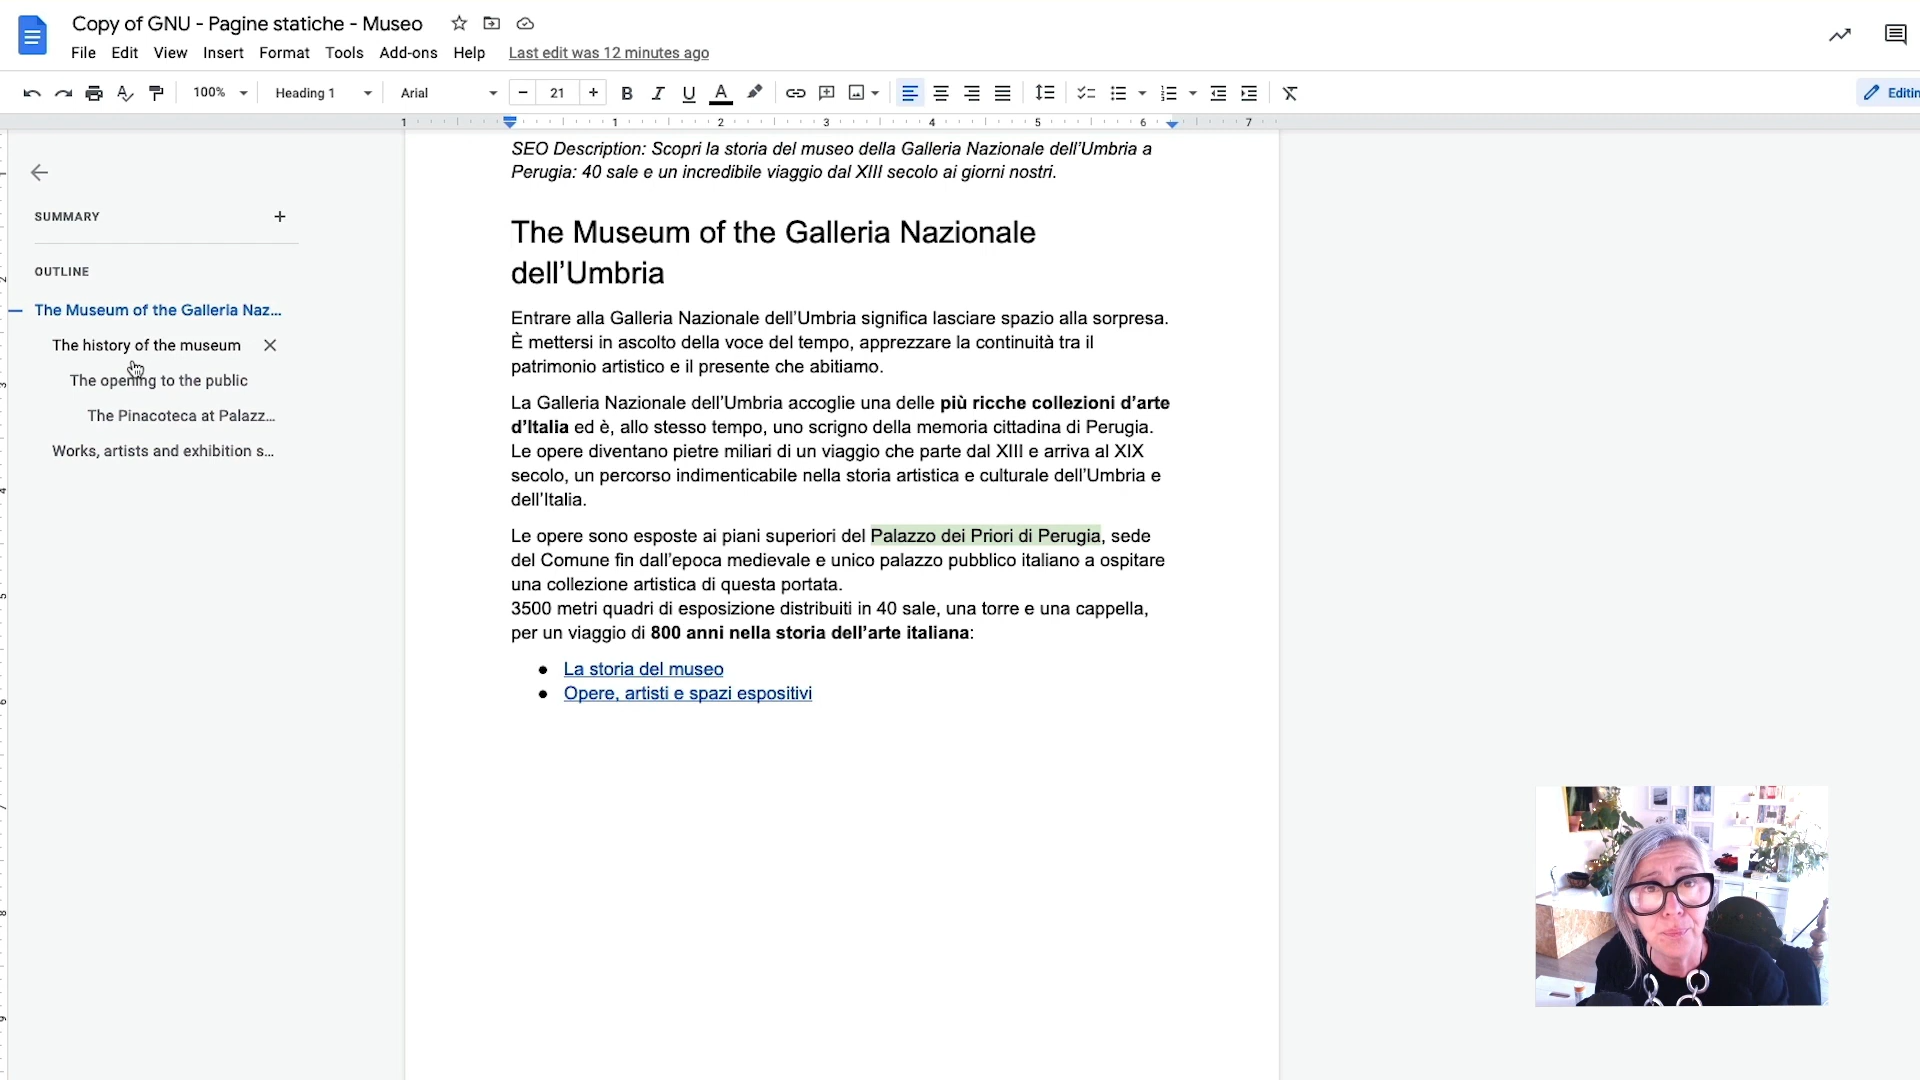 Copy of GNU - Pagine statiche - Museo
File Edit View Insert Format Tools Add-ons Help Last edit was 12 minutes ago
100% Heading 1 Arial 21 Editin
1 1 2 3 4 5 6 7
SUMMARY
OUTLINE
The Museum of the Galleria Naz...
The history of the museum
The opening to the public
The Pinacoteca at Palazz...
Works, artists and exhibition s...
SEO Description: Scopri la storia del museo della Galleria Nazionale dell'Umbria a
Perugia: 40 sale e un incredibile viaggio dal XIII secolo ai giorni nostri.
The Museum of the Galleria Nazionale
dell'Umbria
Entrare alla Galleria Nazionale dell'Umbria significa lasciare spazio alla sorpresa.
È mettersi in ascolto della voce del tempo, apprezzare la continuità tra il
patrimonio artistico e il presente che abitiamo.
La Galleria Nazionale dell'Umbria accoglie una delle più ricche collezioni d'arte
d'Italia ed è, allo stesso tempo, uno scrigno della memoria cittadina di Perugia.
Le opere diventano pietre miliari di un viaggio che parte dal XIII e arriva al XIX
secolo, un percorso indimenticabile nella storia artistica e culturale dell'Umbria e
dell'Italia.
Le opere sono esposte ai piani superiori del Palazzo dei Priori di Perugia, sede
del Comune fin dall'epoca medievale e unico palazzo pubblico italiano a ospitare
una collezione artistica di questa portata.
3500 metri quadri di esposizione distribuiti in 40 sale, una torre e una cappella,
per un viaggio di 800 anni nella storia dell'arte italiana:
La storia del museo
Opere, artisti e spazi espositivi